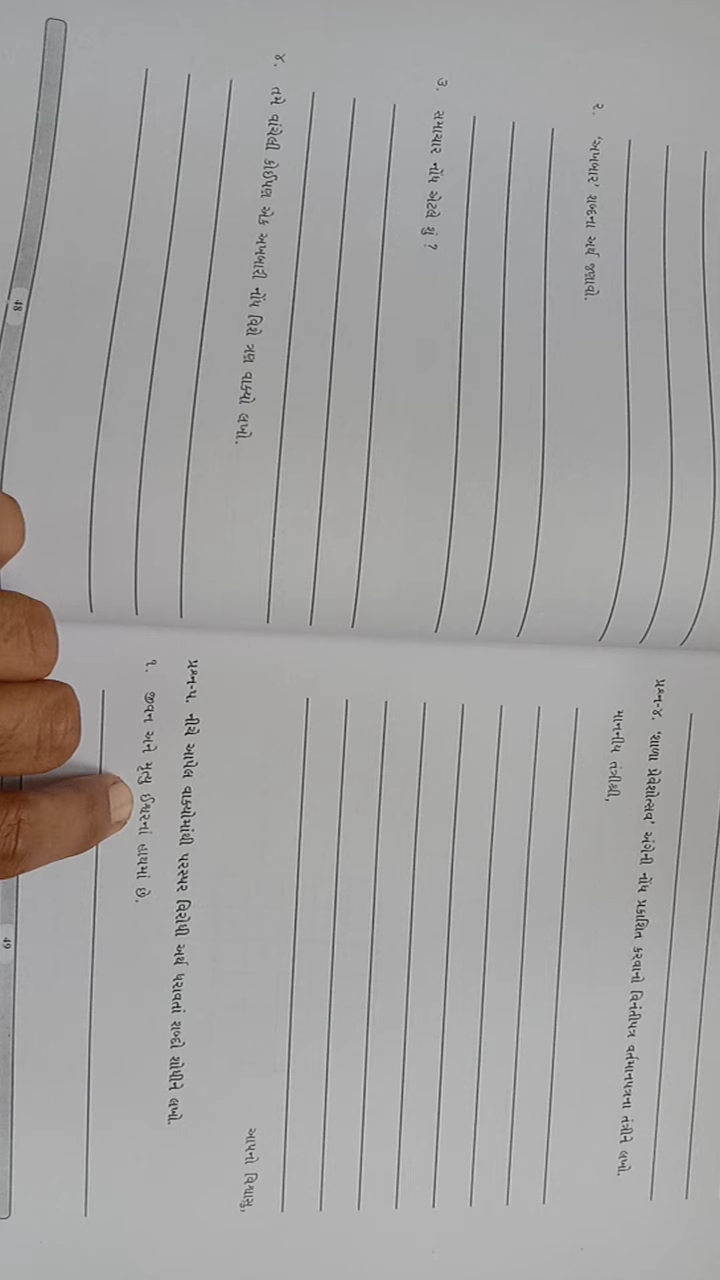 ૨. ‘અખબાર’ શબ્દના અર્થ જણાવો.
૩. સમાચાર નોંધ એટલે શું ?
૪. તમે વાંચેલી કોઈપણ એક અખબારી નોંધ વિશે ત્રણ વાક્યો લખો.
48
પ્રશ્ન-૪. ‘શાળા પ્રવેશોત્સવ’ અંગેની નોંધ પ્રકાશિત કરવાનો વિનંતીપત્ર વર્તમાનપત્રના તંત્રીને લખો.
માનનીય તંત્રીશ્રી,
આપનો વિશ્વાસુ,
પ્રશ્ન-૫. નીચે આપેલ વાક્યોમાંથી પરસ્પર વિરોધી અર્થ ધરાવતાં શબ્દો શોધીને લખો.
૧. જીવન અને મૃત્યુ ઈશ્વરનાં હાથમાં છે.
49